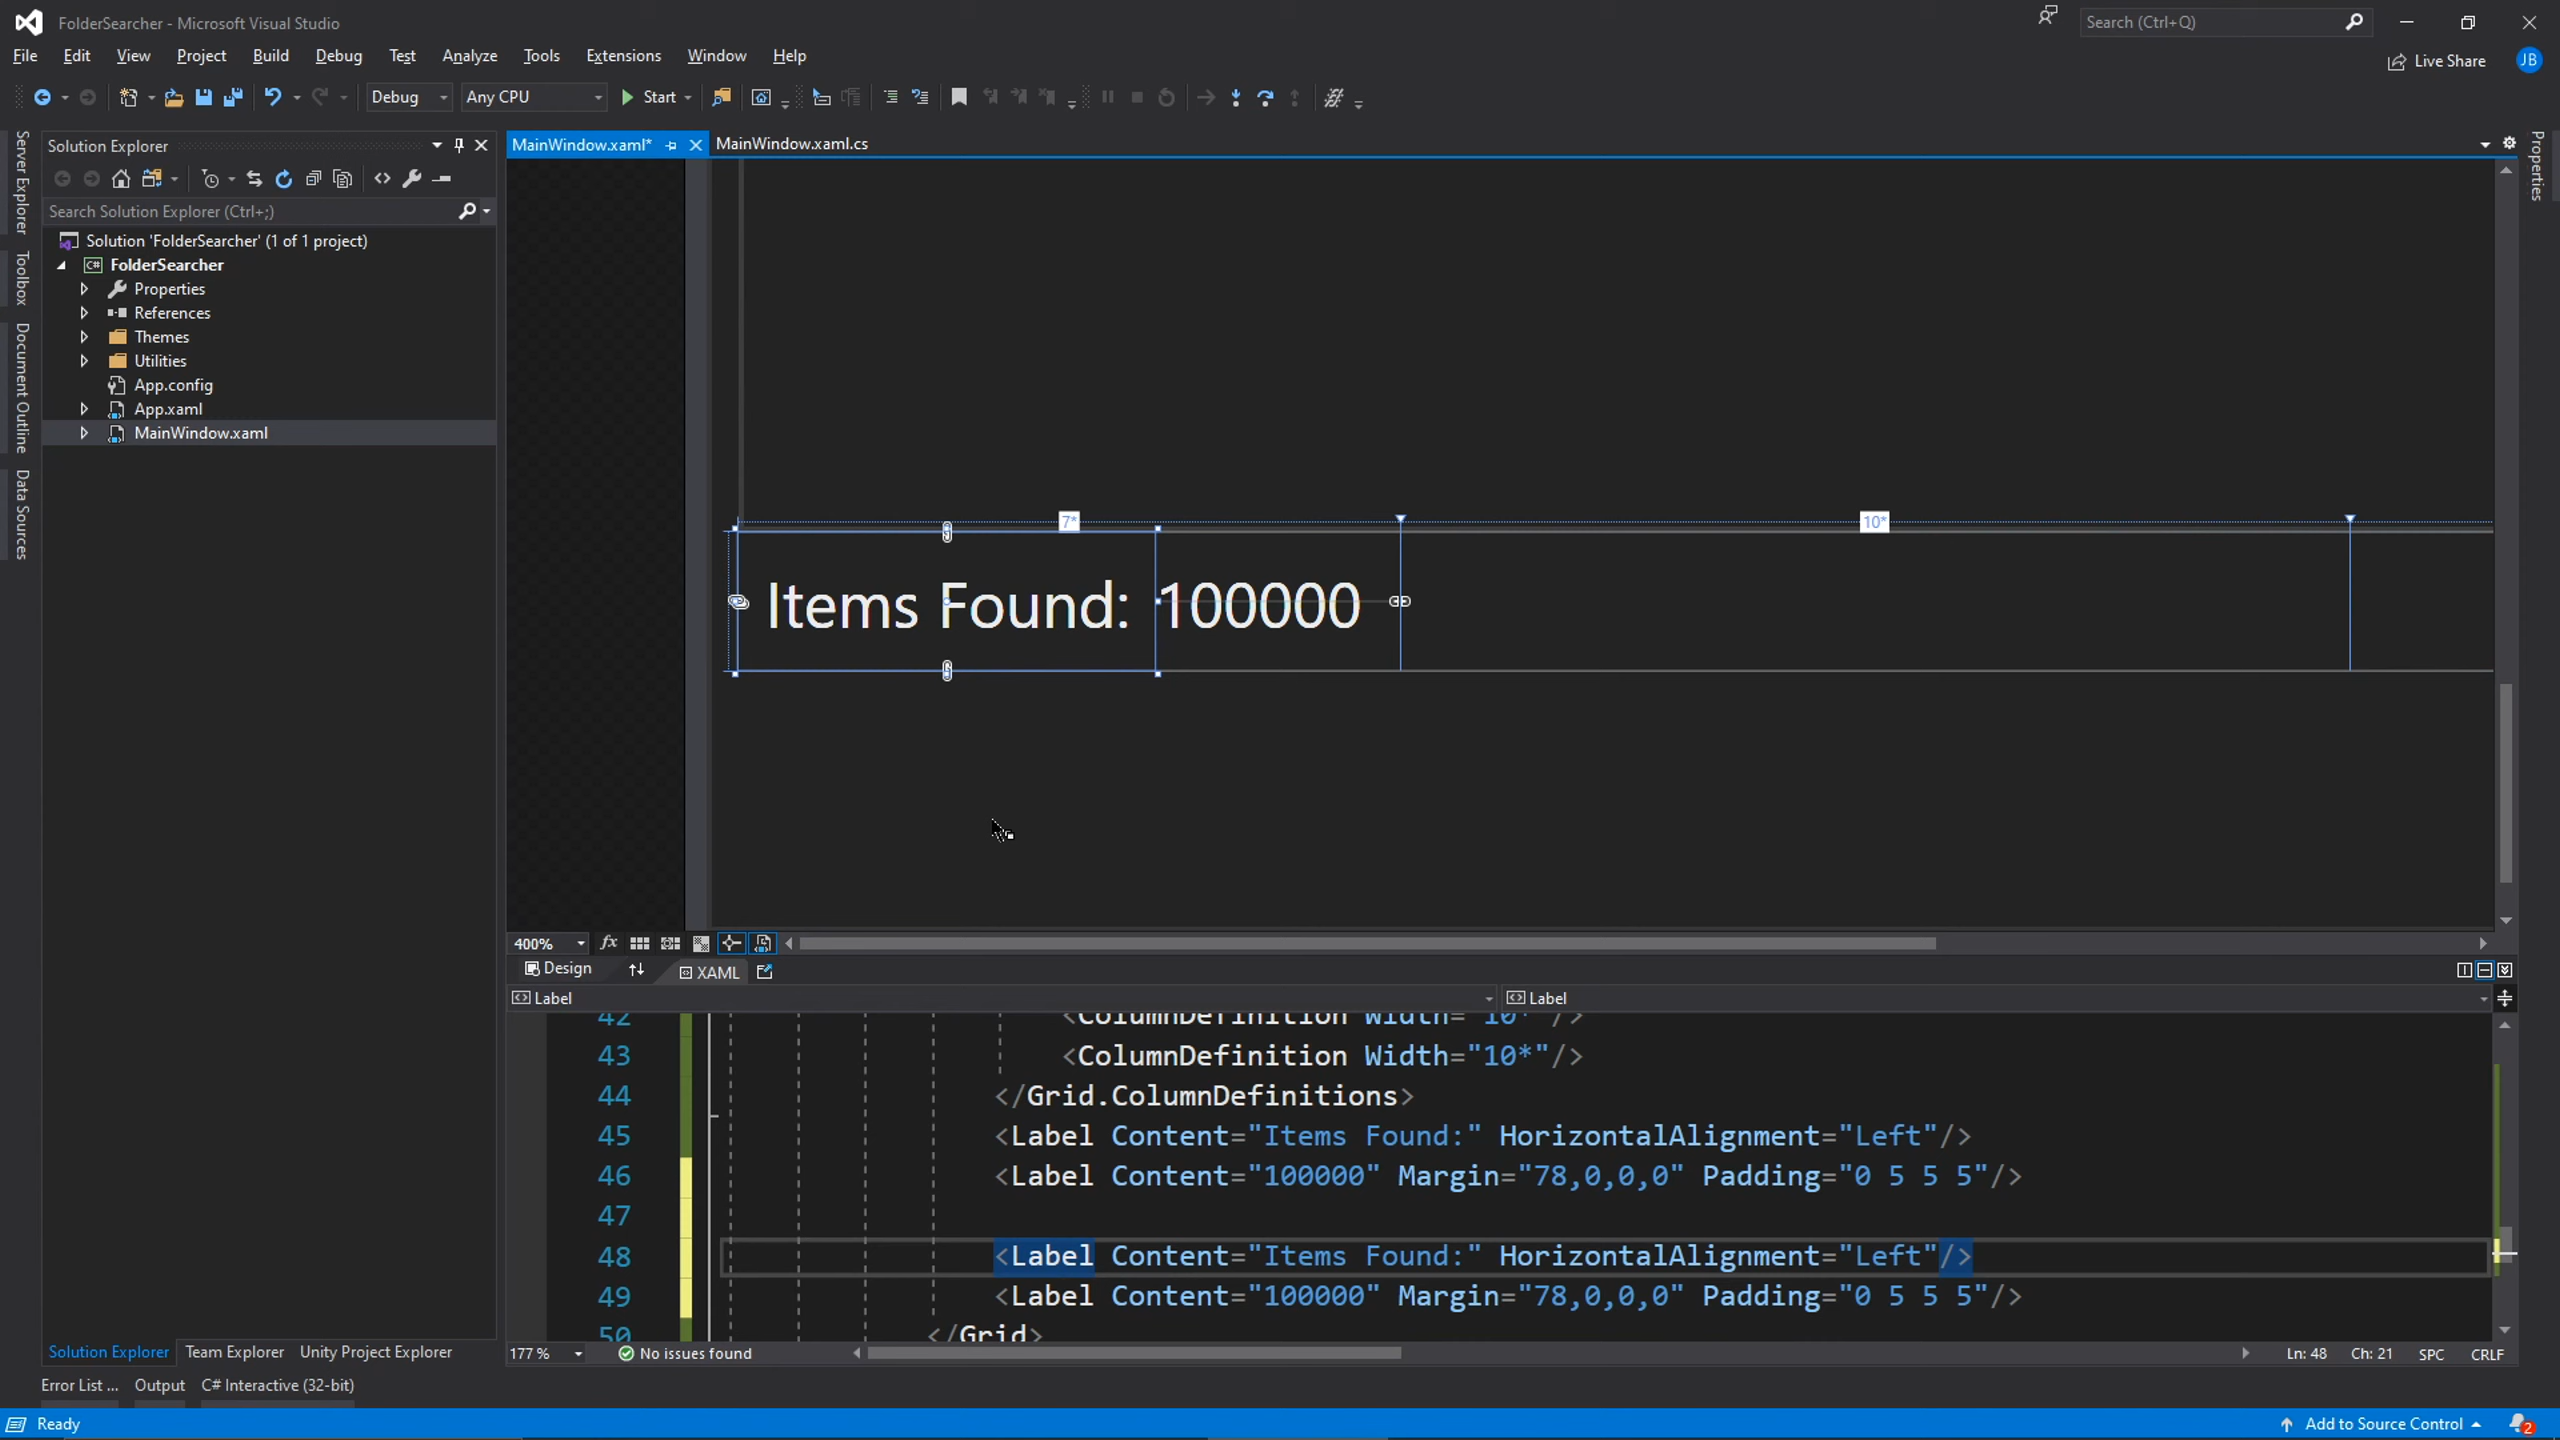 FolderSearcher - Microsoft Visual Studio
Search (Ctrl+Q)
File Edit View Project Build Debug Test Analyze Tools Extensions Window Help
Live Share
JB
Debug
Any CPU
Start
Server Explorer
Toolbox
Document Outline
Data Sources
Solution Explorer
Search Solution Explorer (Ctrl+;)
Solution 'FolderSearcher' (1 of 1 project)
C# FolderSearcher
Properties
References
Themes
Utilities
App.config
App.xaml
MainWindow.xaml
MainWindow.xaml*
MainWindow.xaml.cs
Properties
7*
10*
Items Found: 100000
400%
fx
Design
XAML
Label
Label
42 <ColumnDefinition Width="10*"/>
43 <ColumnDefinition Width="10*"/>
44 </Grid.ColumnDefinitions>
45 <Label Content="Items Found:" HorizontalAlignment="Left"/>
46 <Label Content="100000" Margin="78,0,0,0" Padding="0 5 5 5"/>
47
48 <Label Content="Items Found:" HorizontalAlignment="Left"/>
49 <Label Content="100000" Margin="78,0,0,0" Padding="0 5 5 5"/>
50 </Grid>
177 %
No issues found
Ln: 48 Ch: 21 SPC CRLF
Solution Explorer Team Explorer Unity Project Explorer
Error List ... Output C# Interactive (32-bit)
Ready
Add to Source Control
2